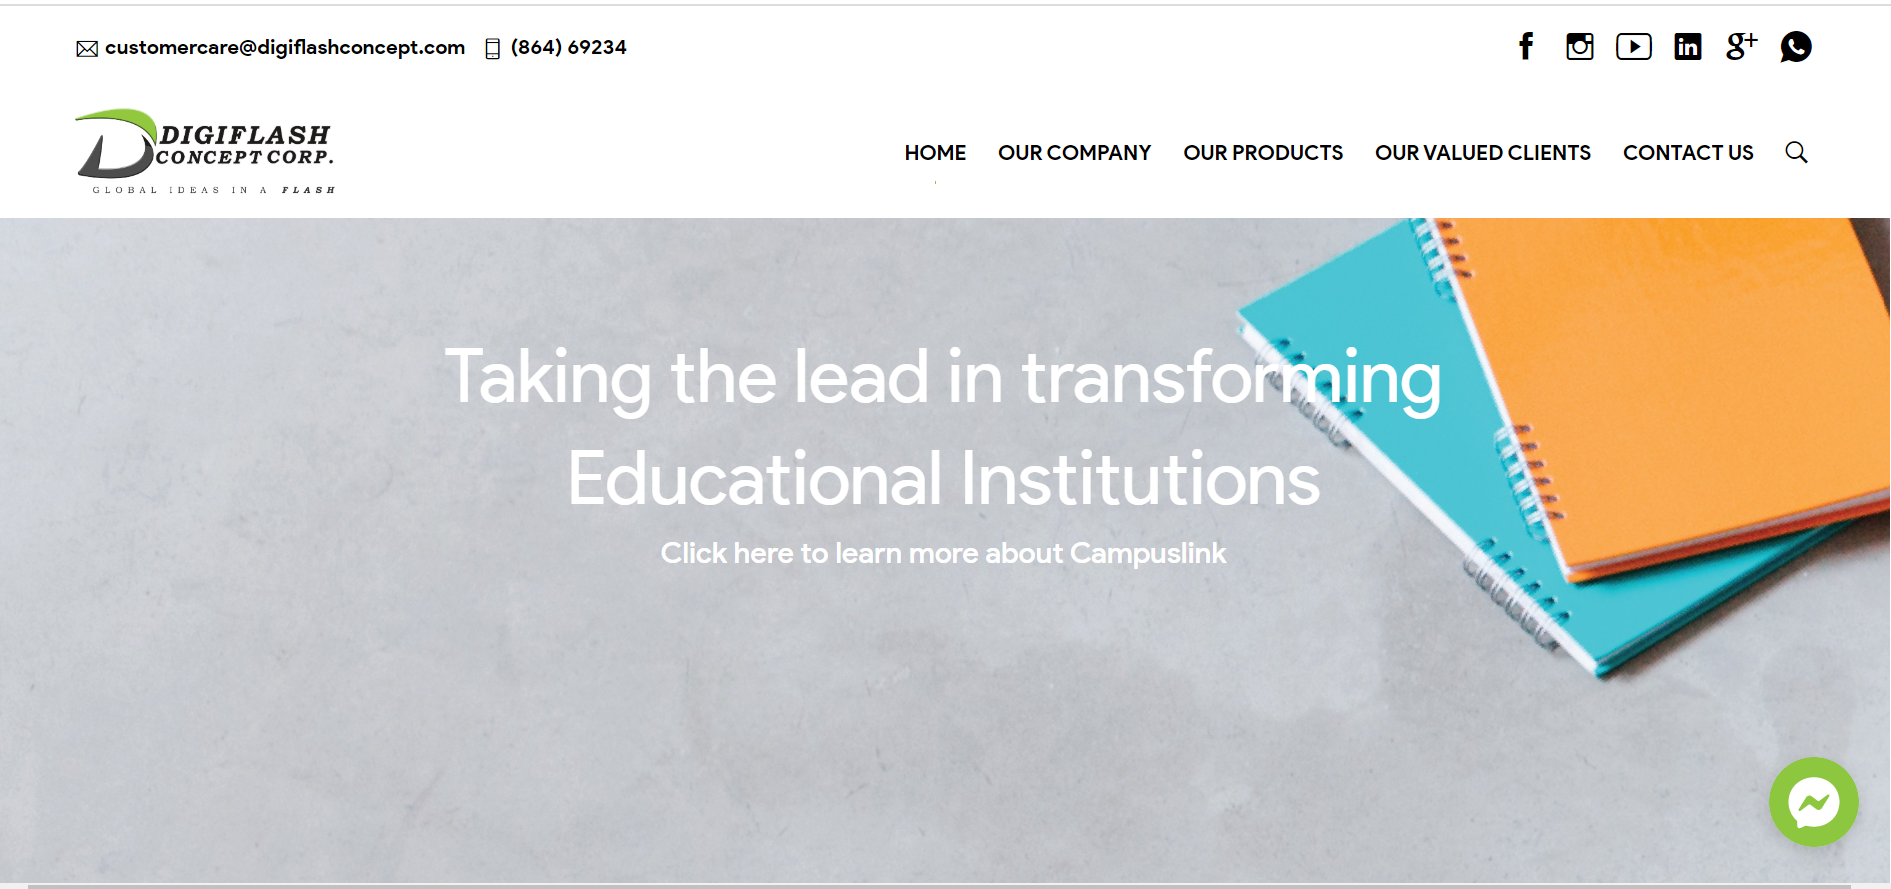 customercare@digiflashconcept.com (864) 69234
DIGIFLASH
CONCEPT CORP.
GLOBAL IDEAS IN A FLASH
HOME OUR COMPANY OUR PRODUCTS OUR VALUED CLIENTS CONTACT US
Taking the lead in transforming
Educational Institutions
Click here to learn more about Campuslink